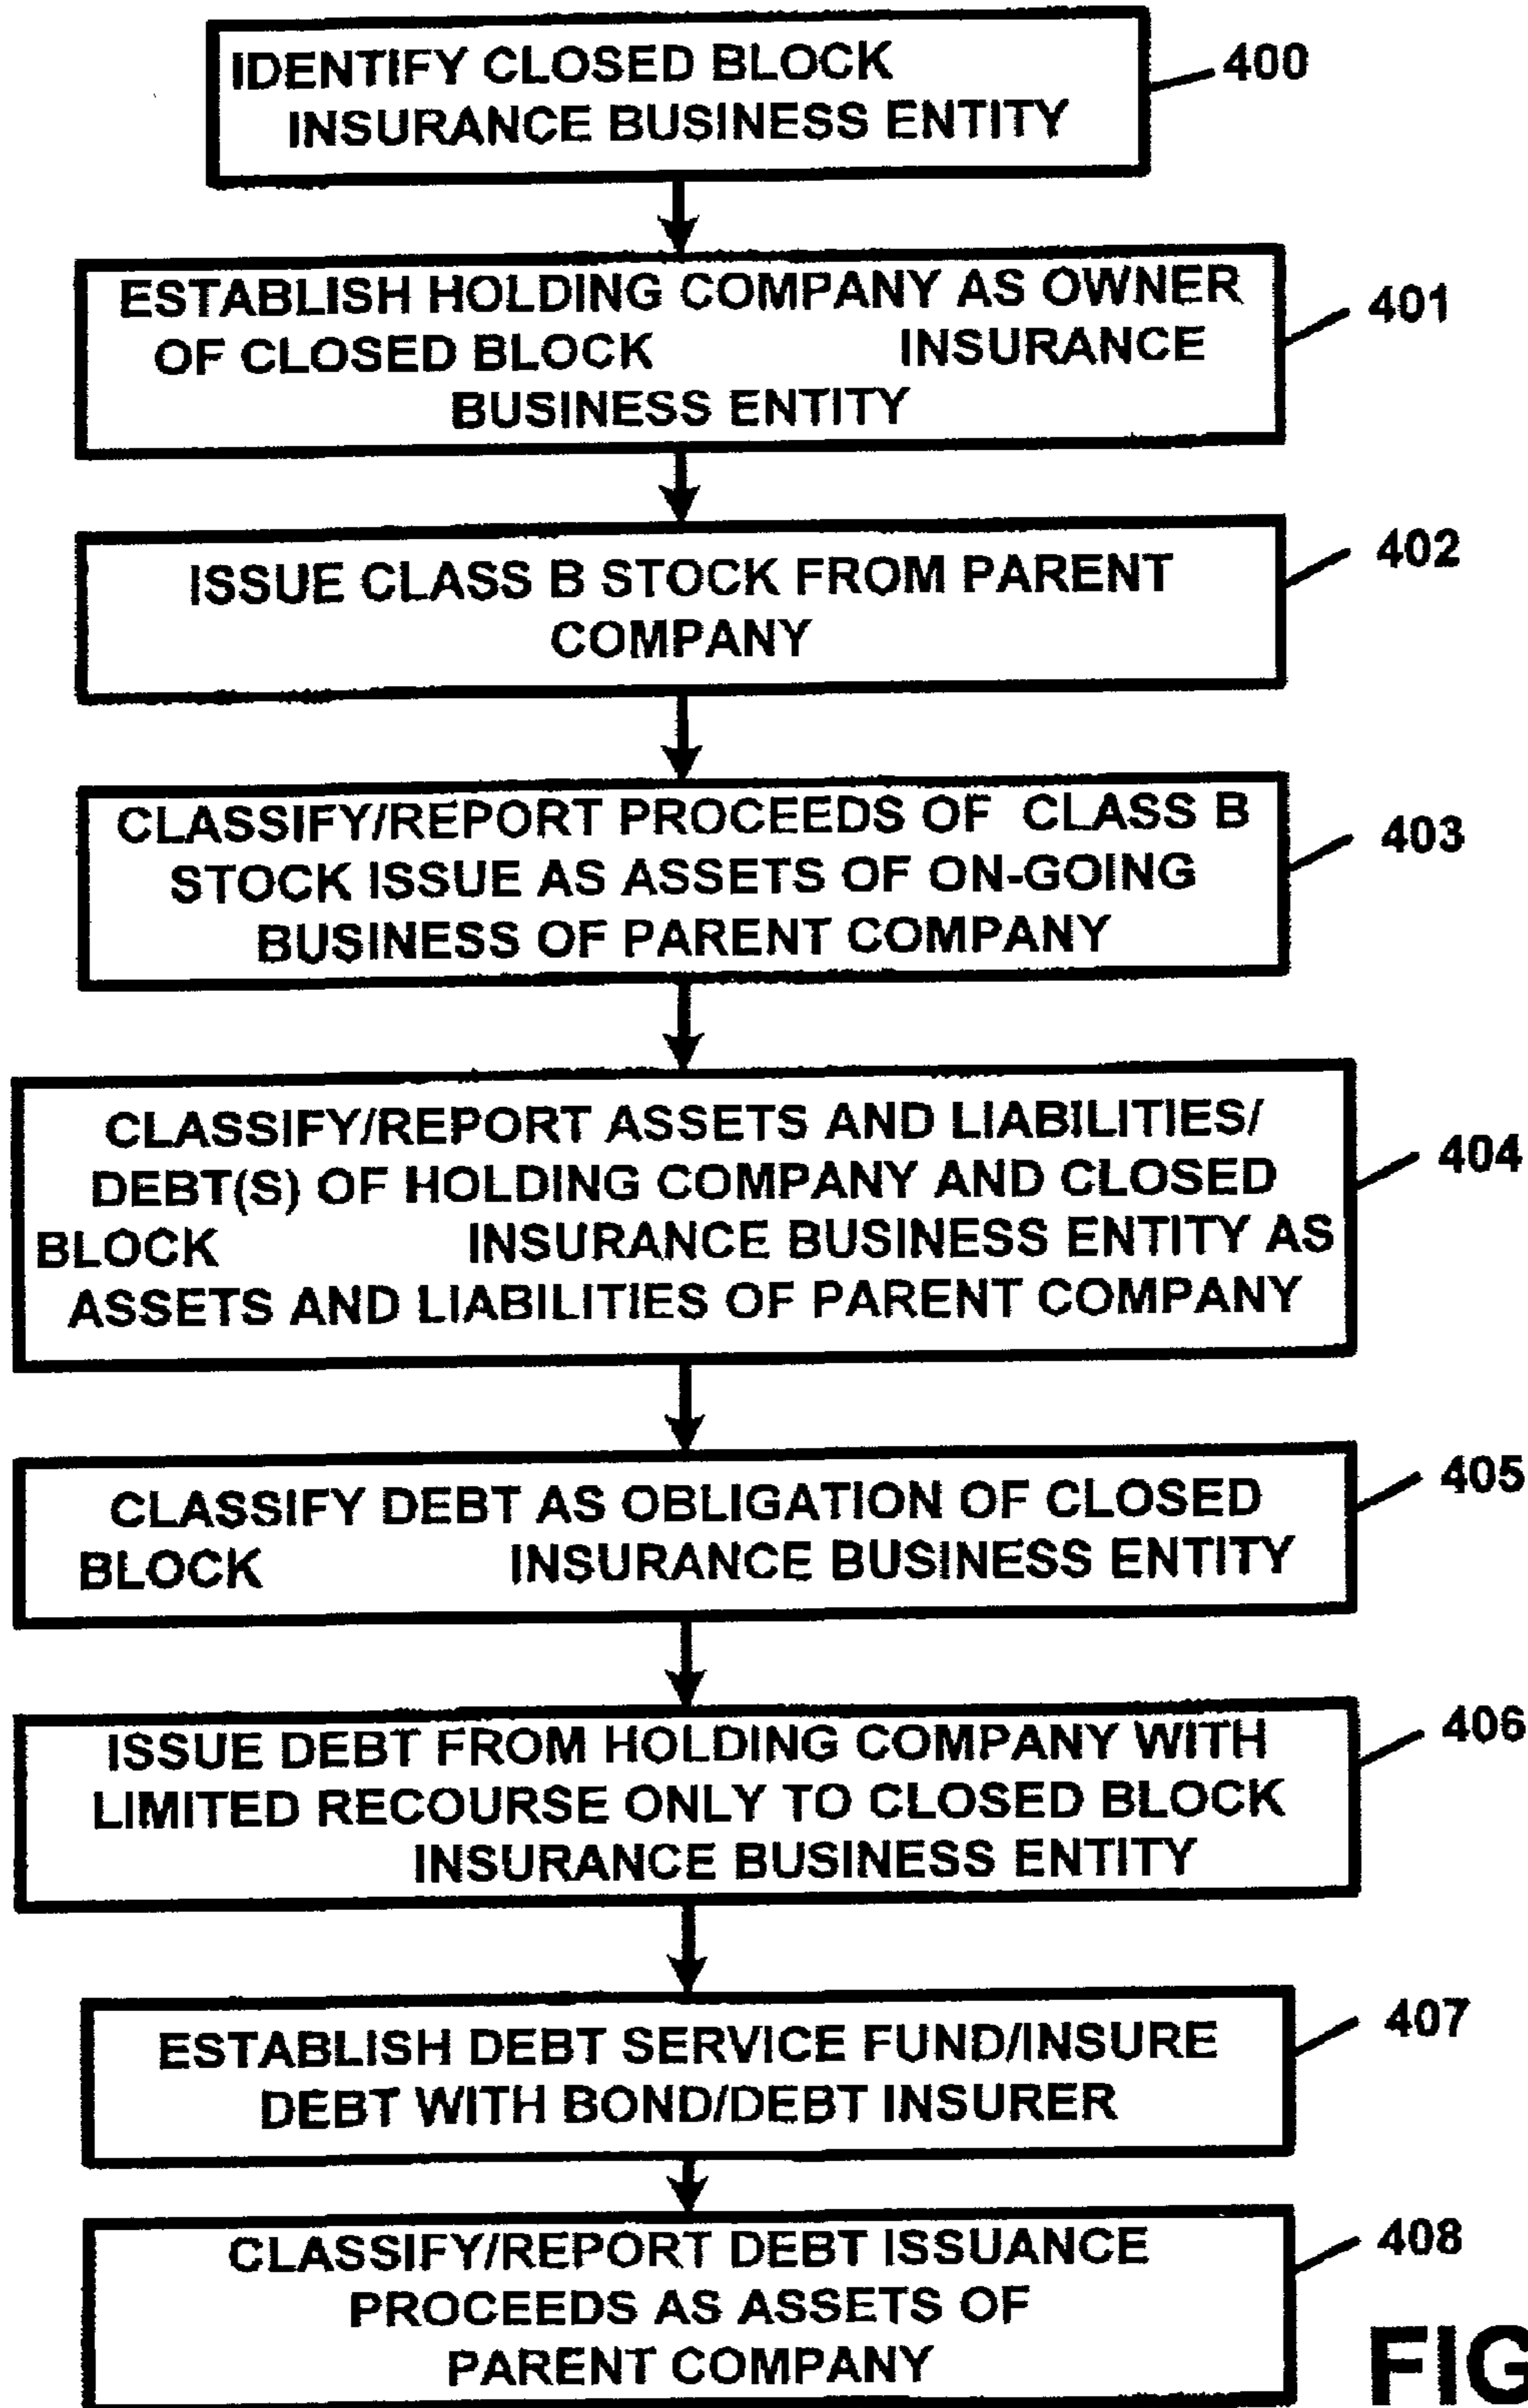 IDENTIFY CLOSED BLOCK
INSURANCE BUSINESS ENTITY
400
ESTABLISH HOLDING COMPANY AS OWNER
OF CLOSED BLOCK INSURANCE
BUSINESS ENTITY
401
ISSUE CLASS B STOCK FROM PARENT
COMPANY
402
CLASSIFY/REPORT PROCEEDS OF CLASS B
STOCK ISSUE AS ASSETS OF ON-GOING
BUSINESS OF PARENT COMPANY
403
CLASSIFY/REPORT ASSETS AND LIABILITIES/
DEBT(S) OF HOLDING COMPANY AND CLOSED
BLOCK INSURANCE BUSINESS ENTITY AS
ASSETS AND LIABILITIES OF PARENT COMPANY
404
CLASSIFY DEBT AS OBLIGATION OF CLOSED
BLOCK INSURANCE BUSINESS ENTITY
405
ISSUE DEBT FROM HOLDING COMPANY WITH
LIMITED RECOURSE ONLY TO CLOSED BLOCK
INSURANCE BUSINESS ENTITY
406
ESTABLISH DEBT SERVICE FUND/INSURE
DEBT WITH BOND/DEBT INSURER
407
CLASSIFY/REPORT DEBT ISSUANCE
PROCEEDS AS ASSETS OF
PARENT COMPANY
408
FIG